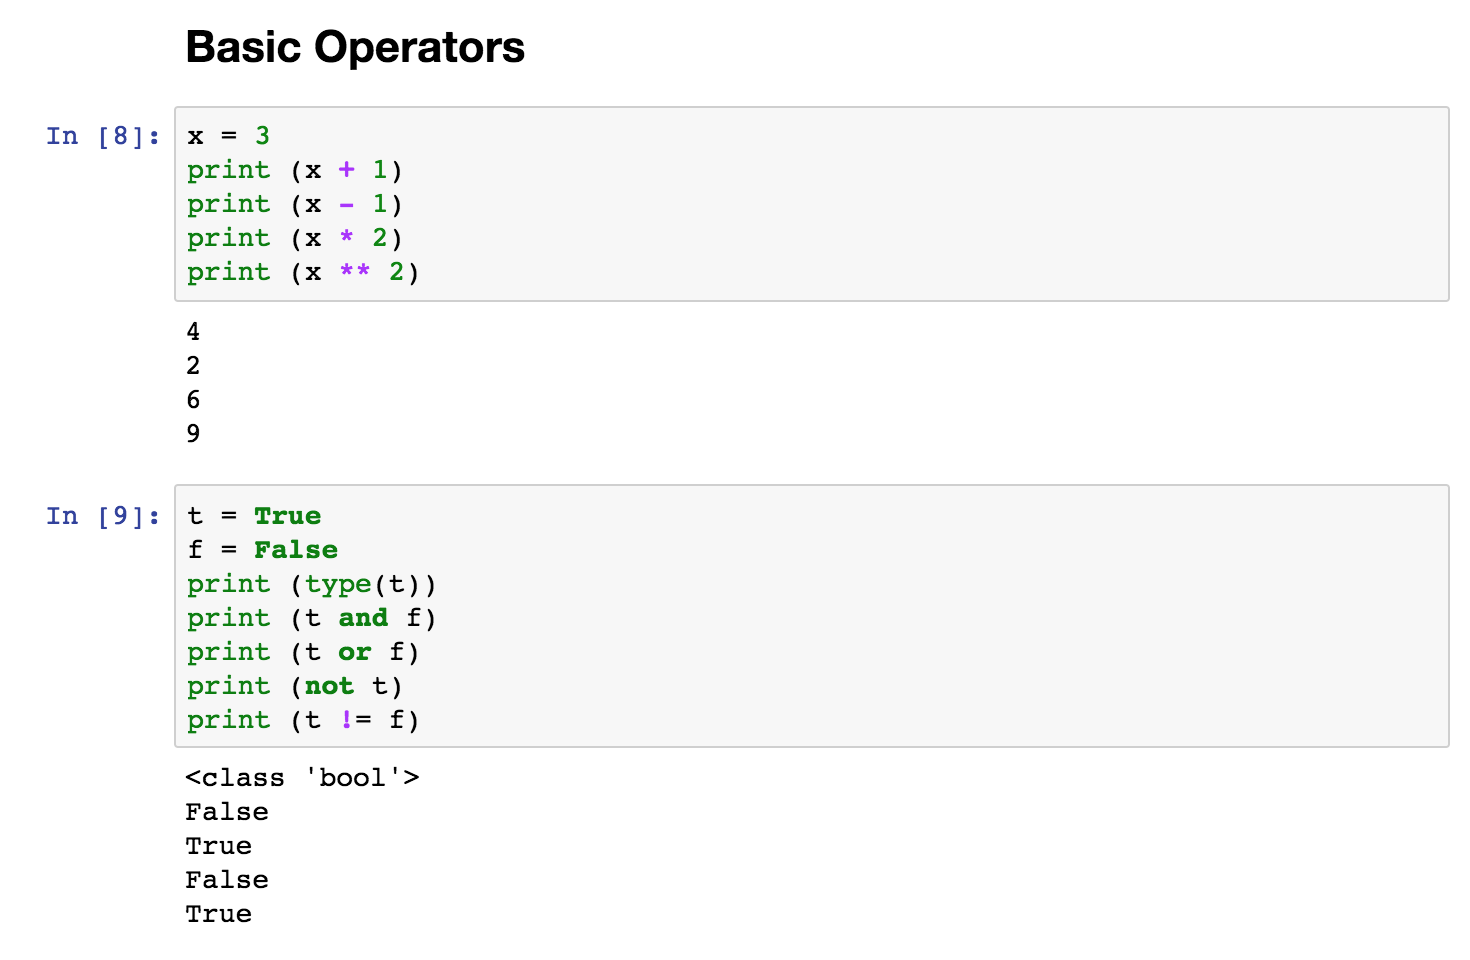 Basic Operators
In [8]: x = 3
print (x + 1)
print (x - 1)
print (x * 2)
print (x ** 2)
4
2
6
9
In [9]: t = True
f = False
print (type(t))
print (t and f)
print (t or f)
print (not t)
print (t != f)
<class 'bool'>
False
True
False
True